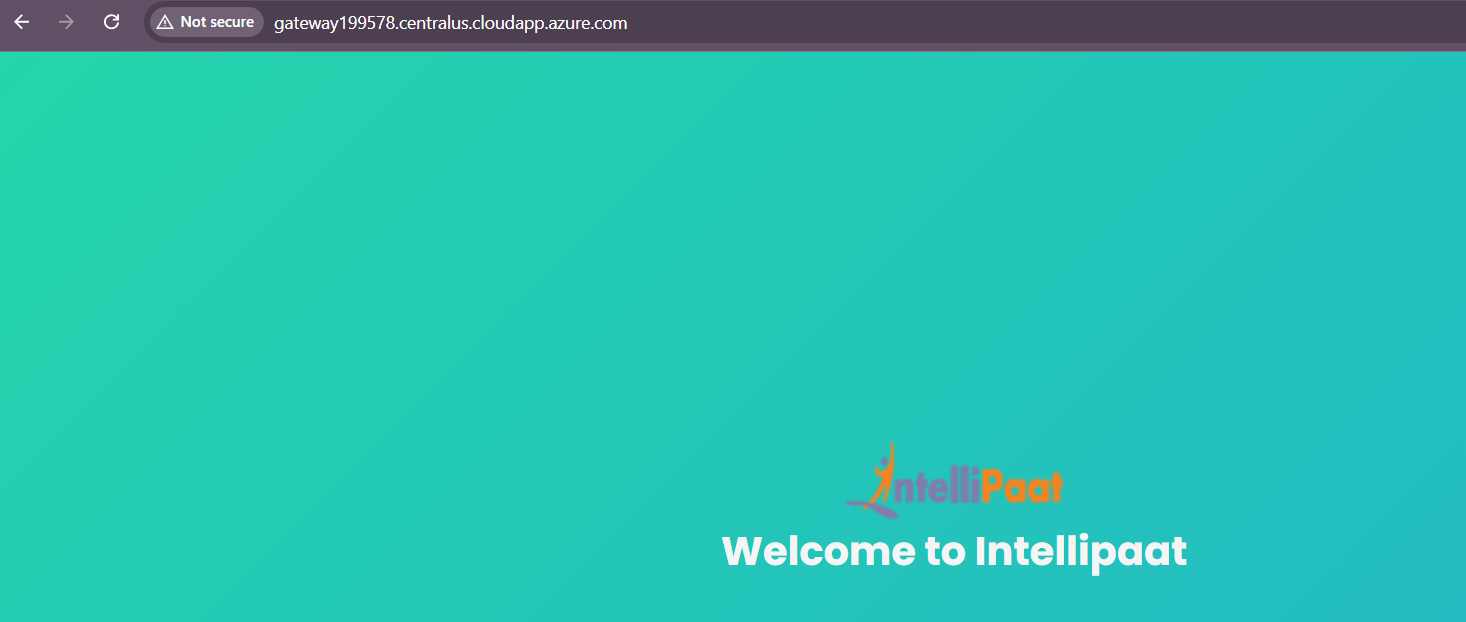 Not secure gateway199578.centralus.cloudapp.azure.com
IntelliPaat
Welcome to Intellipaat